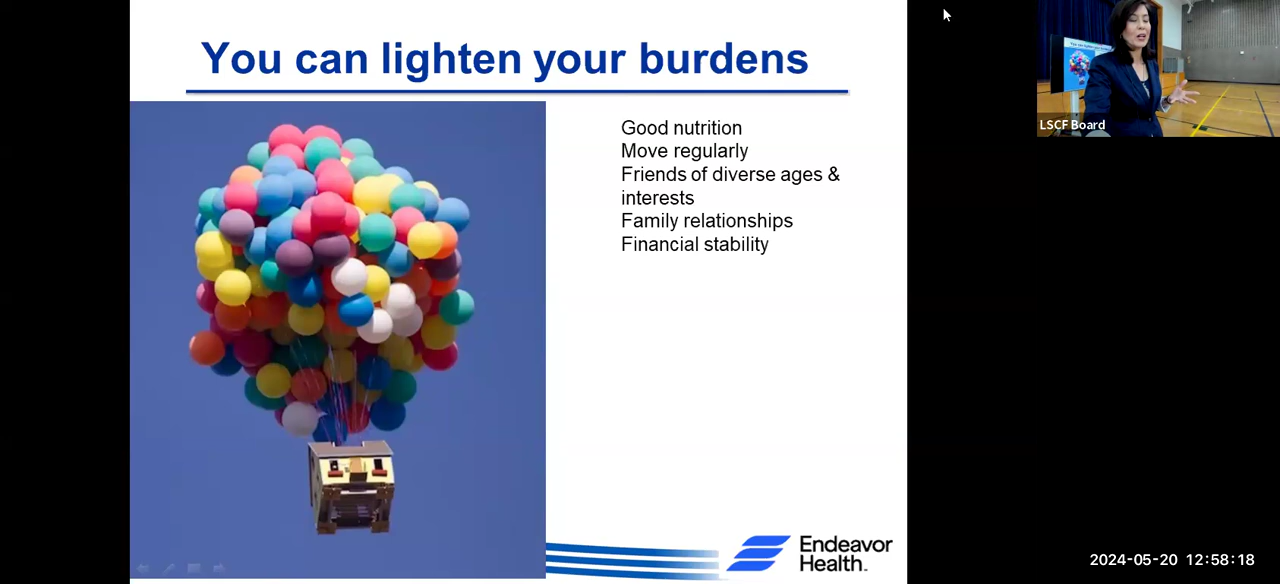 You can lighten your burdens
Good nutrition
Move regularly
Friends of diverse ages &
interests
Family relationships
Financial stability
Endeavor
Health
LSCF Board
2024-05-20 12:58:18